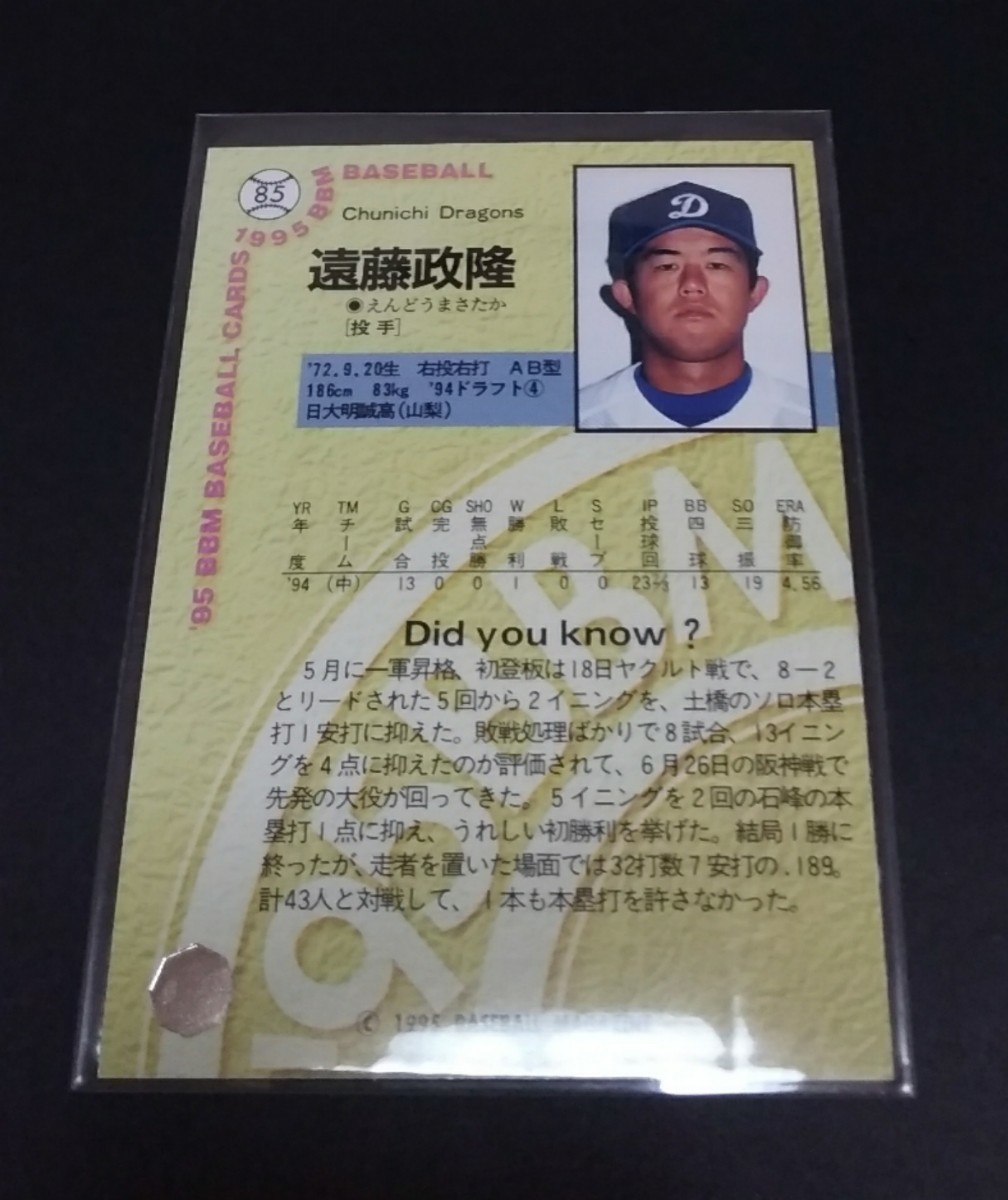 85
1995 BBM BASEBALL
'95 BBM BASEBALL CARDS
Chunichi Dragons
遠藤政隆
●えんどうまさたか
[投手]
D
'72.9.20生 右投右打 AB型
186cm 83kg '94ドラフト④
日大明誠高(山梨)
YR TM G CG SHO W L S IP BB SO ERA
年度 チーム 試合 完投 無点勝 勝利 敗戦 セーブ 投球回 四球 三振 防御率
'94 (中) 13 0 0 1 0 0 23⅔ 13 19 4.56
Did you know ?
5月に一軍昇格、初登板は18日ヤクルト戦で、8―2
とリードされた5回から2イニングを、土橋のソロ本塁
打1安打に抑えた。敗戦処理ばかりで8試合、13イニン
グを4点に抑えたのが評価されて、6月26日の阪神戦で
先発の大役が回ってきた。5イニングを2回の石峰の本
塁打1点に抑え、うれしい初勝利を挙げた。結局1勝に
終ったが、走者を置いた場面では32打数7安打の.189。
計43人と対戦して、1本も本塁打を許さなかった。
© 1995 BASEBALL